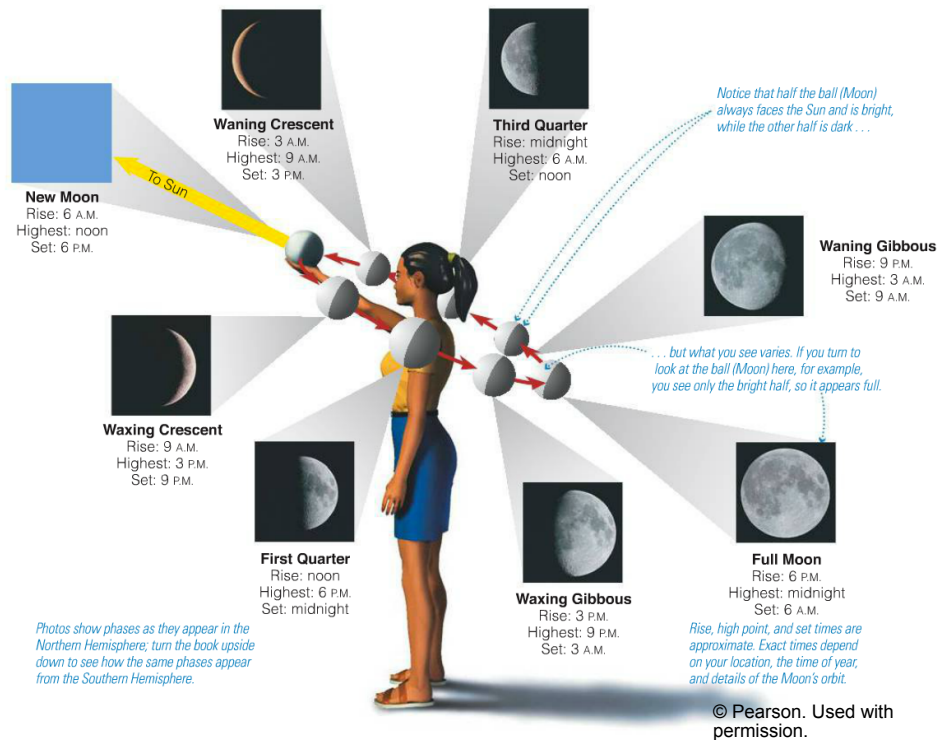 Waning Crescent
Rise: 3 A.M.
Highest: 9 A.M.
Set: 3 P.M.
Third Quarter
Rise: midnight
Highest: 6 A.M.
Set: noon
Notice that half the ball (Moon)
always faces the Sun and is bright,
while the other half is dark . . .
To Sun
New Moon
Rise: 6 A.M.
Highest: noon
Set: 6 P.M.
Waning Gibbous
Rise: 9 P.M.
Highest: 3 A.M.
Set: 9 A.M.
. . . but what you see varies. If you turn to
look at the ball (Moon) here, for example,
you see only the bright half, so it appears full.
Waxing Crescent
Rise: 9 A.M.
Highest: 3 P.M.
Set: 9 P.M.
First Quarter
Rise: noon
Highest: 6 P.M.
Set: midnight
Waxing Gibbous
Rise: 3 P.M.
Highest: 9 P.M.
Set: 3 A.M.
Full Moon
Rise: 6 P.M.
Highest: midnight
Set: 6 A.M.
Photos show phases as they appear in the
Northern Hemisphere; turn the book upside
down to see how the same phases appear
from the Southern Hemisphere.
Rise, high point, and set times are
approximate. Exact times depend
on your location, the time of year,
and details of the Moon's orbit.
© Pearson. Used with
permission.